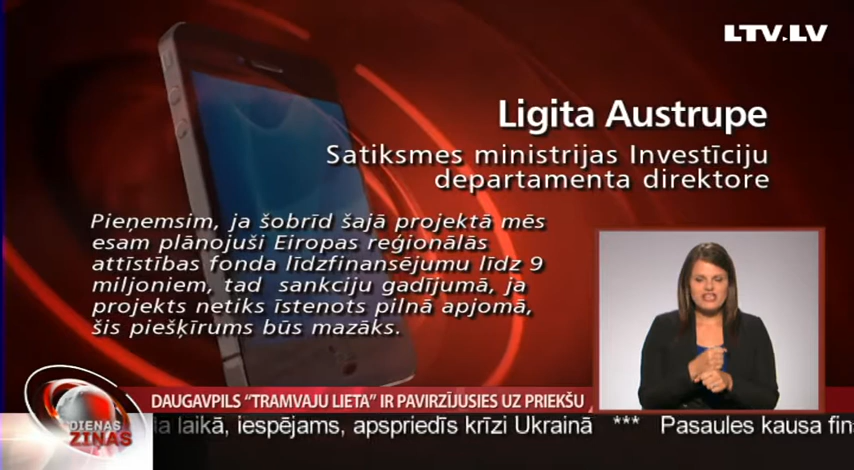 LTV.LV
Ligita Austrupe
Satiksmes ministrijas Investīciju
departamenta direktore
Pieņemsim, ja šobrīd šajā projektā mēs
esam plānojuši Eiropas reģionālās
attīstības fonda līdzfinansējumu līdz 9
miljoniem, tad sankciju gadījumā, ja
projekts netiks īstenots pilnā apjomā,
šis piešķīrums būs mazāks.
DAUGAVPILS “TRAMVAJU LIETA” IR PAVIRZĪJUSIES UZ PRIEKŠU
DIENAS
ZIŅAS
laikā, iespējams, apspriedīs krīzi Ukrainā *** Pasaules kausa